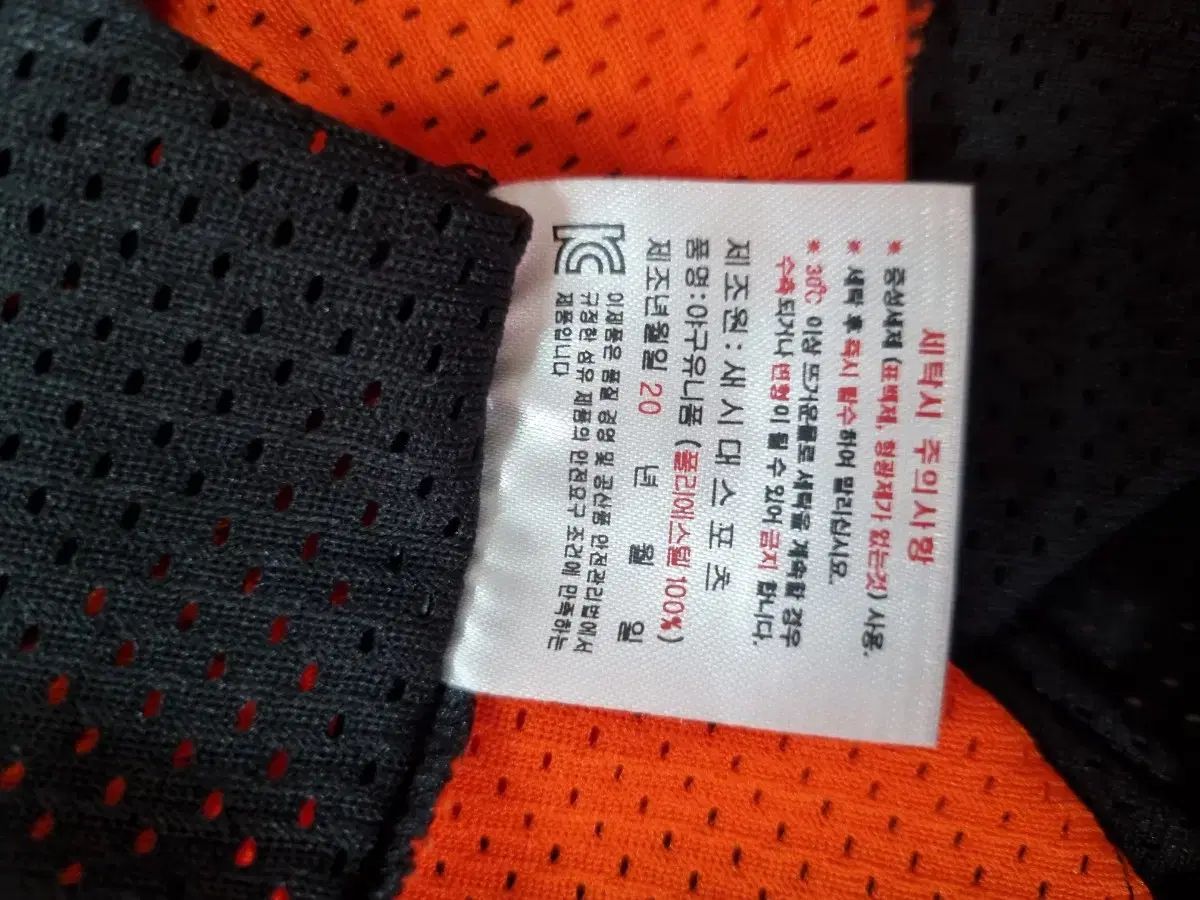 세탁시 주의사항
* 중성세제 (표백제, 형광제가 없는것) 사용.
* 세탁 후 즉시 탈수 하여 말리십시요.
* 30℃ 이상 뜨거운물로 세탁을 계속 할 경우
수축 되거나 변형이 될 수 있어 금지 합니다.
제조원: 새시대스포츠
품명:야구유니폼 (폴리에스틸 100%)
제조년월일 20 년 월 일
이제품은 품질 경영 및 공산품 안전관리법에서
규정한 섬유 제품의 안전요구 조건에 만족하는
제품입니다